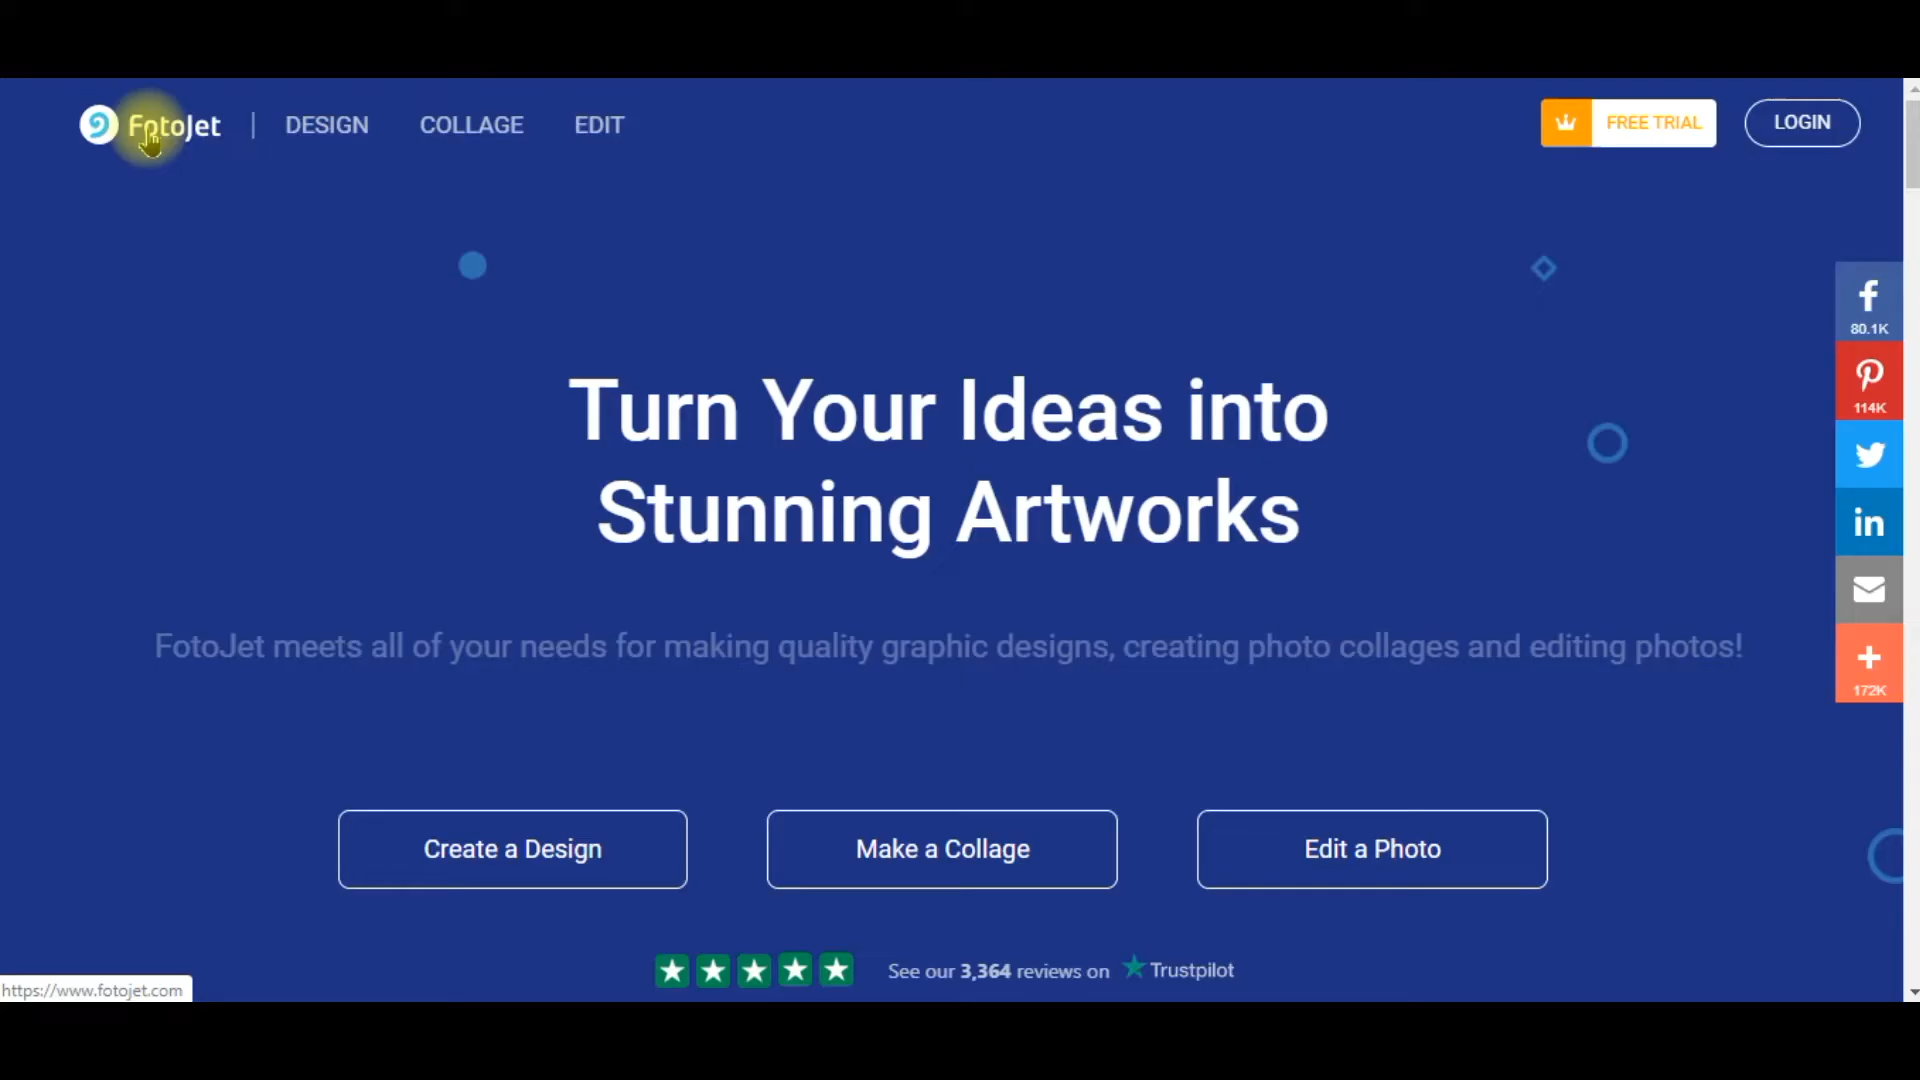 FotoJet
DESIGN
COLLAGE
EDIT
FREE TRIAL
LOGIN
80.1K
114K
in
172K
Turn Your Ideas into
Stunning Artworks
FotoJet meets all of your needs for making quality graphic designs, creating photo collages and editing photos!
Create a Design
Make a Collage
Edit a Photo
See our 3,364 reviews on Trustpilot
https://www.fotojet.com